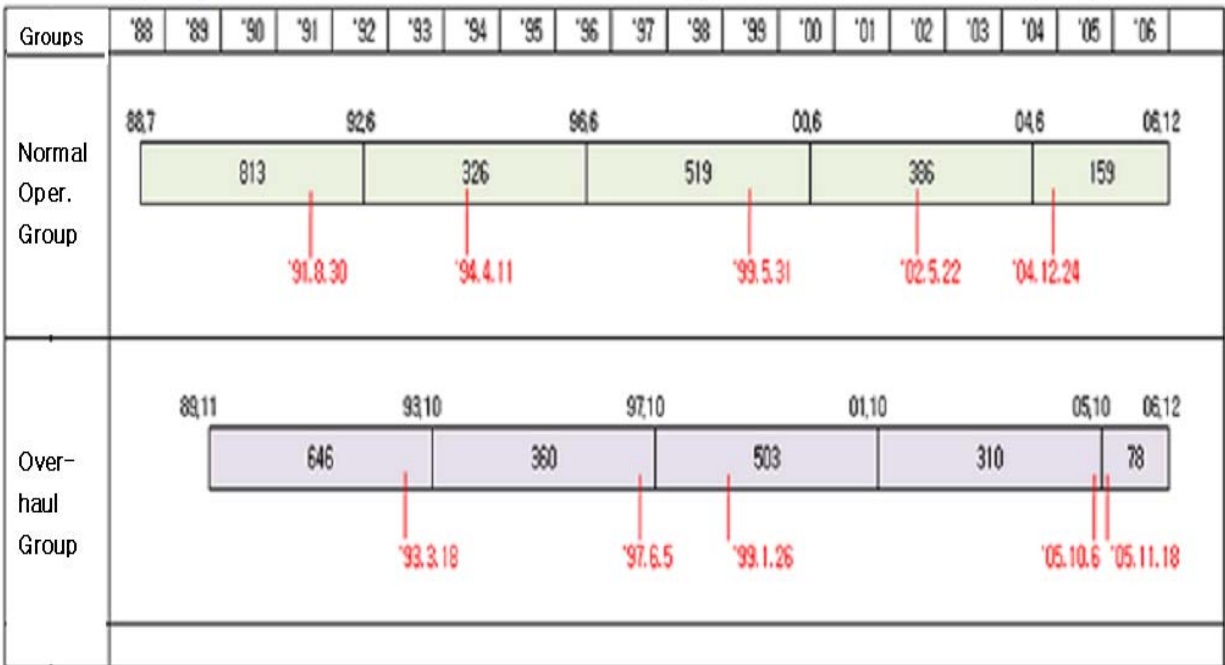 Groups '88 '89 '90 '91 '92 '93 '94 '95 '96 '97 '98 '99 '00 '01 '02 '03 '04 '05 '06
88,7 92,6 96,6 00,6 04,6 06,12
Normal
Oper.
Group
813 326 519 386 159
'91.8.30 '94.4.11 '99.5.31 '02.5.22 '04.12.24
89,11 93,10 97,10 01,10 05,10 06,12
Over-
haul
Group
646 360 503 310 78
'93.3.18 '97.6.5 '99.1.26 '05.10.6 '05.11.18